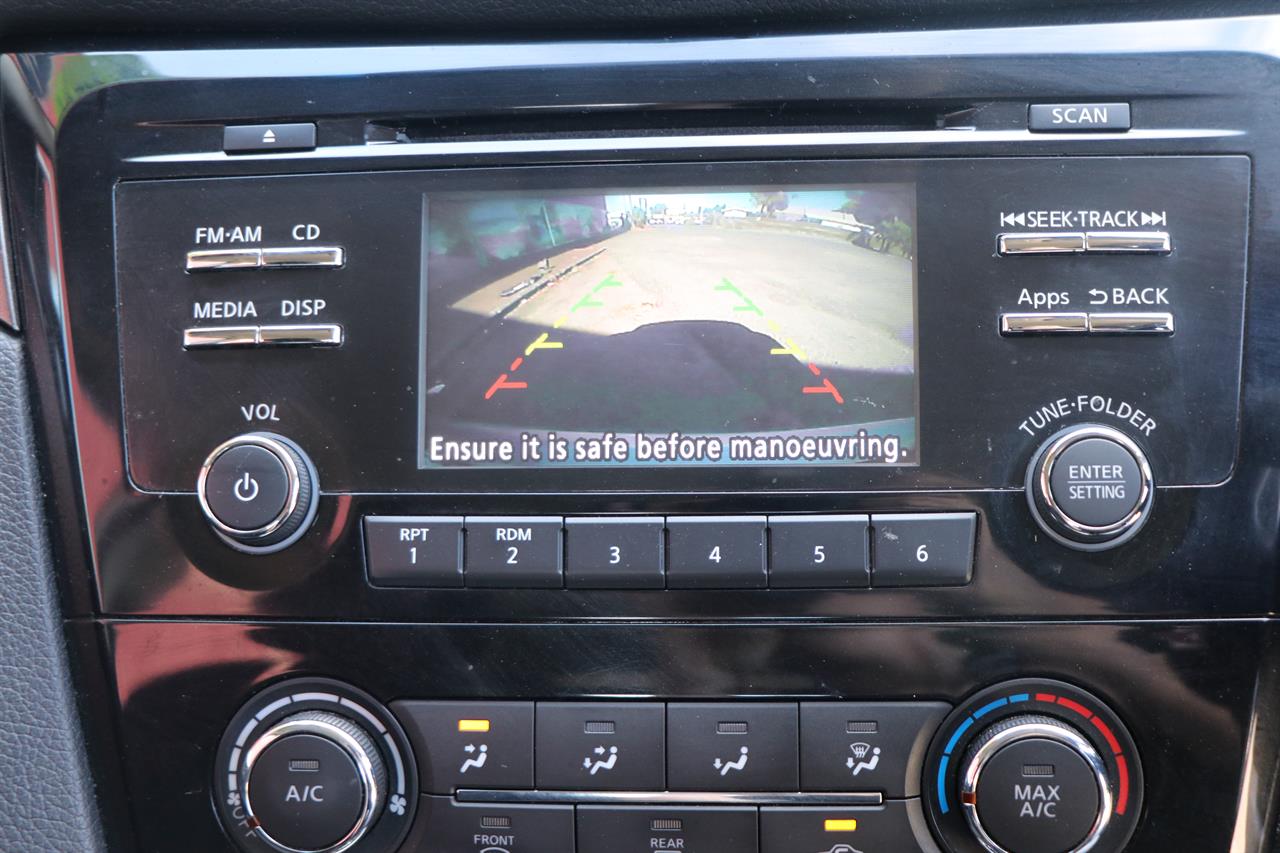 SCAN
FM·AM CD
SEEK·TRACK
MEDIA DISP
Apps BACK
VOL
TUNE·FOLDER
Ensure it is safe before manoeuvring.
ENTER
SETTING
RPT
1
RDM
2
3
4
5
6
A/C
OFF
MAX
A/C
FRONT
REAR